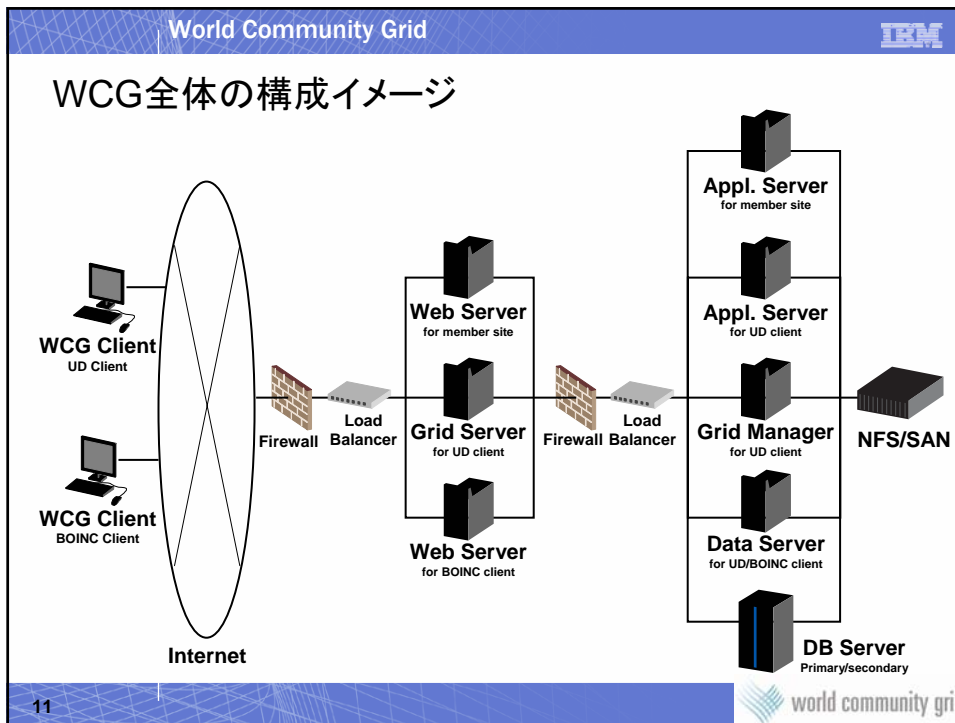 World Community Grid
IBM
WCG全体の構成イメージ
WCG Client
UD Client
WCG Client
BOINC Client
Internet
Firewall
Load
Balancer
Web Server
for member site
Grid Server
for UD client
Web Server
for BOINC client
Firewall
Load
Balancer
Appl. Server
for member site
Appl. Server
for UD client
Grid Manager
for UD client
Data Server
for UD/BOINC client
DB Server
Primary/secondary
NFS/SAN
11
world community gri